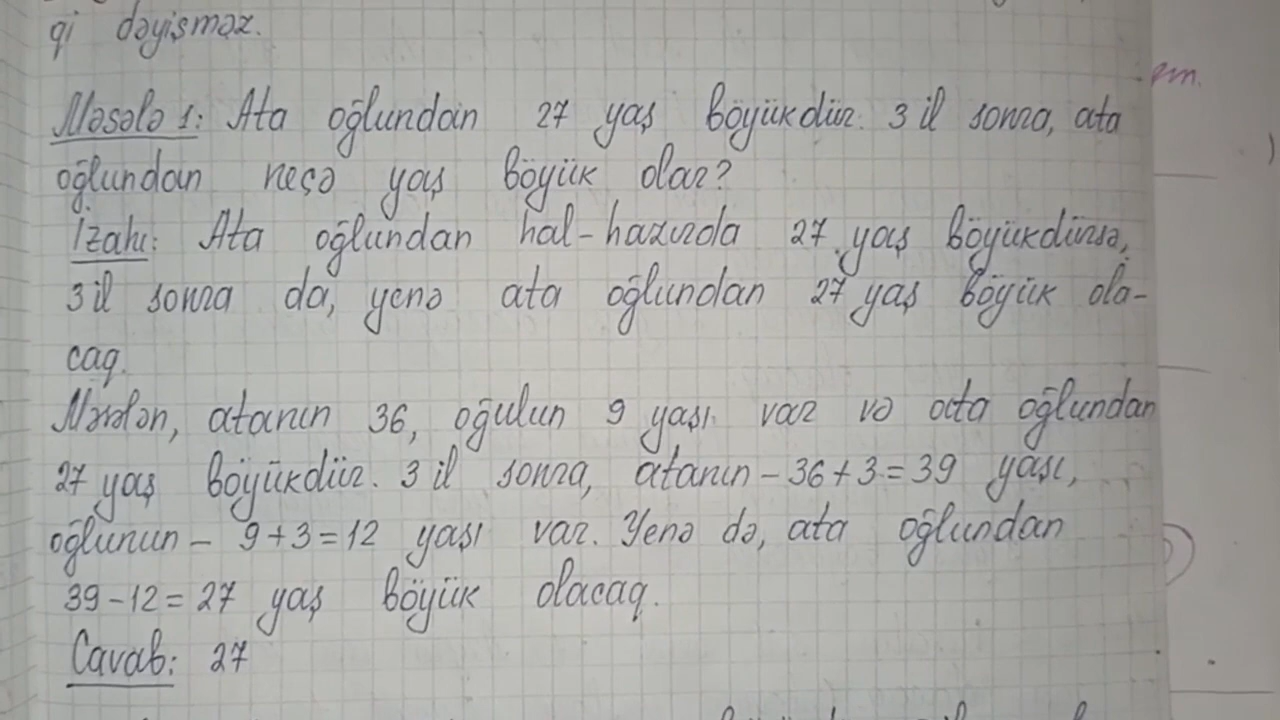 qi dəyişməz.
Məsələ 1: Ata oğlundan 27 yaş böyükdür. 3 il sonra, ata
oğlundan neçə yaş böyük olar?
İzahı: Ata oğlundan hal-hazırda 27 yaş böyükdürsə,
3 il sonra da, yenə ata oğlundan 27 yaş böyük ola-
caq.
Məsələn, atanın 36, oğulun 9 yaşı var və ata oğlundan
27 yaş böyükdür. 3 il sonra, atanın - 36 + 3 = 39 yaşı,
oğlunun - 9 + 3 = 12 yaşı var. Yenə də, ata oğlundan
39 - 12 = 27 yaş böyük olacaq.
Cavab: 27